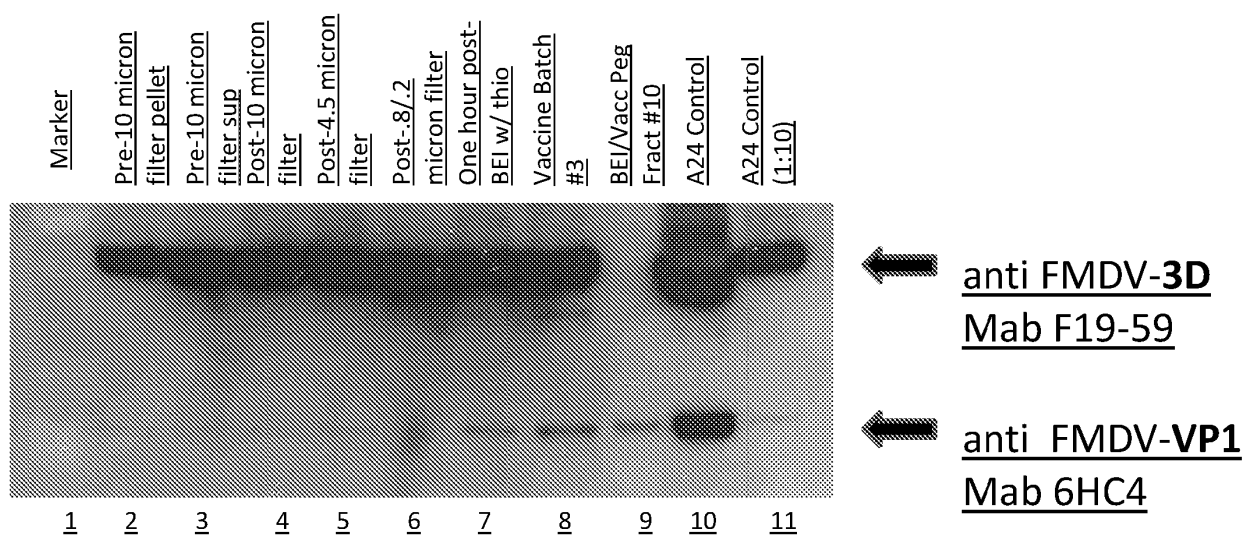 Marker
Pre-10 micron
filter pellet
Pre-10 micron
filter sup
Post-10 micron
filter
Post-4.5 micron
filter
Post-.8/.2
micron filter
One hour post-
BEI w/ thio
Vaccine Batch
#3
BEI/Vacc Peg
Fract #10
A24 Control
A24 Control
(1:10)
anti FMDV-3D
Mab F19-59
anti FMDV-VP1
Mab 6HC4
1 2 3 4 5 6 7 8 9 10 11